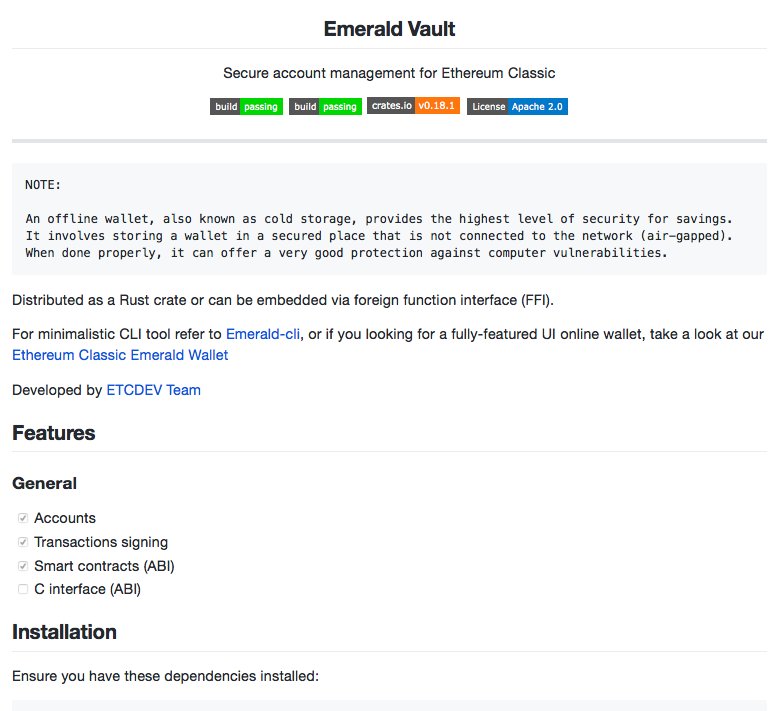 Emerald Vault
Secure account management for Ethereum Classic
build passing build passing crates.io v0.18.1 License Apache 2.0
NOTE:
An offline wallet, also known as cold storage, provides the highest level of security for savings.
It involves storing a wallet in a secured place that is not connected to the network (air-gapped).
When done properly, it can offer a very good protection against computer vulnerabilities.
Distributed as a Rust crate or can be embedded via foreign function interface (FFI).
For minimalistic CLI tool refer to Emerald-cli, or if you looking for a fully-featured UI online wallet, take a look at our
Ethereum Classic Emerald Wallet
Developed by ETCDEV Team
Features
General
Accounts
Transactions signing
Smart contracts (ABI)
C interface (ABI)
Installation
Ensure you have these dependencies installed: